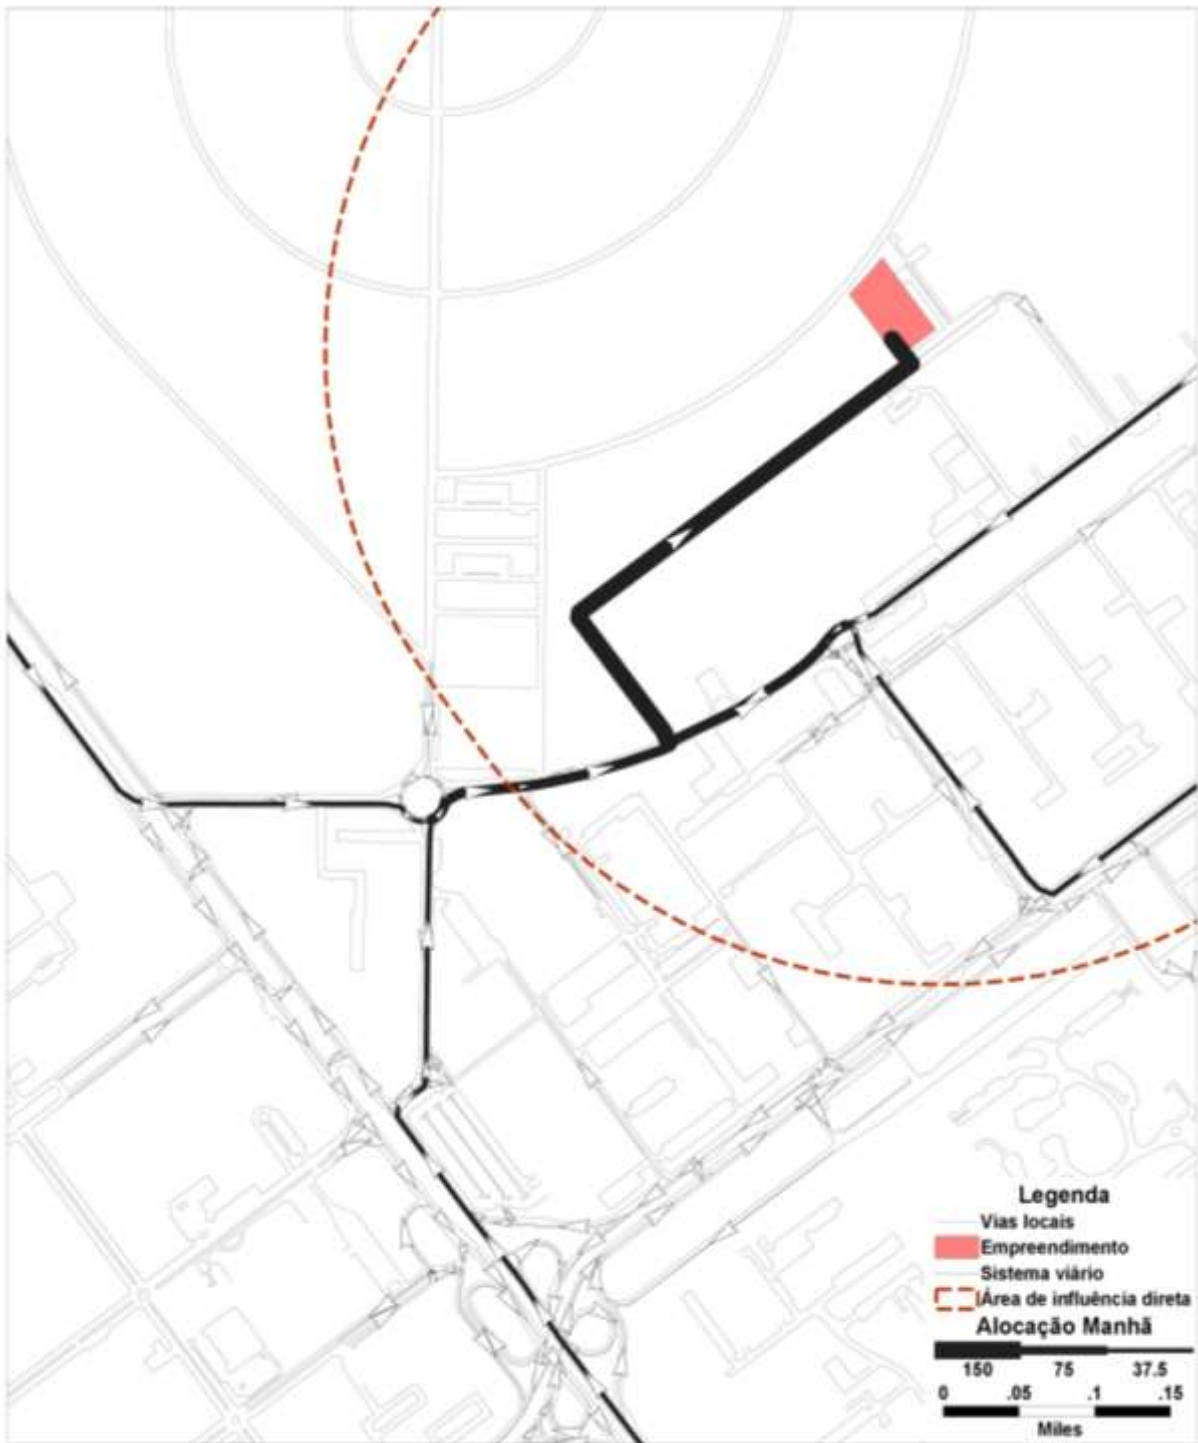 Legenda
Vias locais
Empreendimento
Sistema viário
Área de influência direta
Alocação Manhã
150 75 37.5
0 .05 .1 .15
Miles